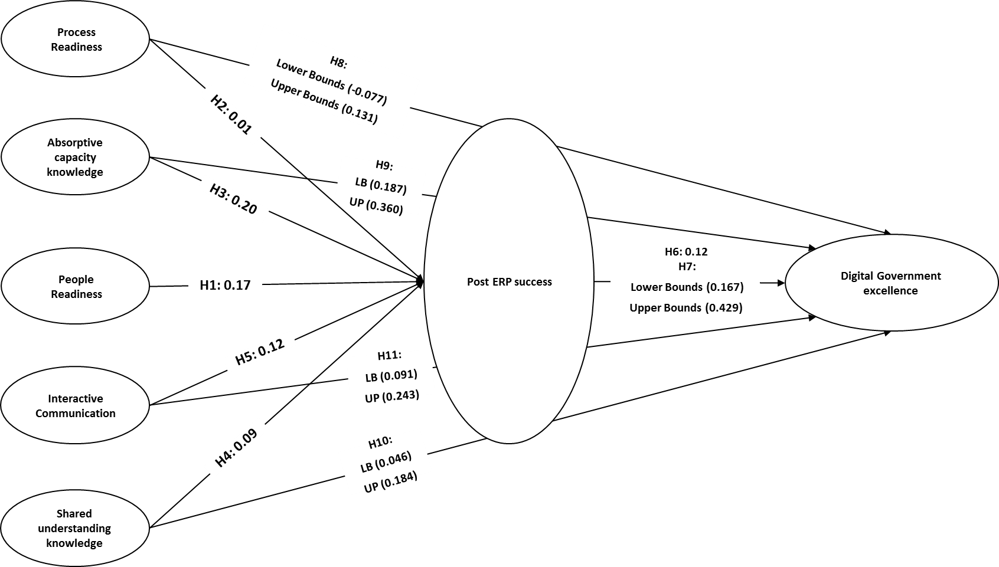 Process
Readiness
H8:
Lower Bounds (-0.077)
Upper Bounds (0.131)
H2: 0.01
Absorptive
capacity
knowledge
H9:
LB (0.187)
UP (0.360)
H3: 0.20
People
Readiness
H1: 0.17
Post ERP success
H6: 0.12
H7:
Lower Bounds (0.167)
Upper Bounds (0.429)
Digital Government
excellence
H5: 0.12
H11:
LB (0.091)
UP (0.243)
Interactive
Communication
H4: 0.09
H10:
LB (0.046)
UP (0.184)
Shared
understanding
knowledge